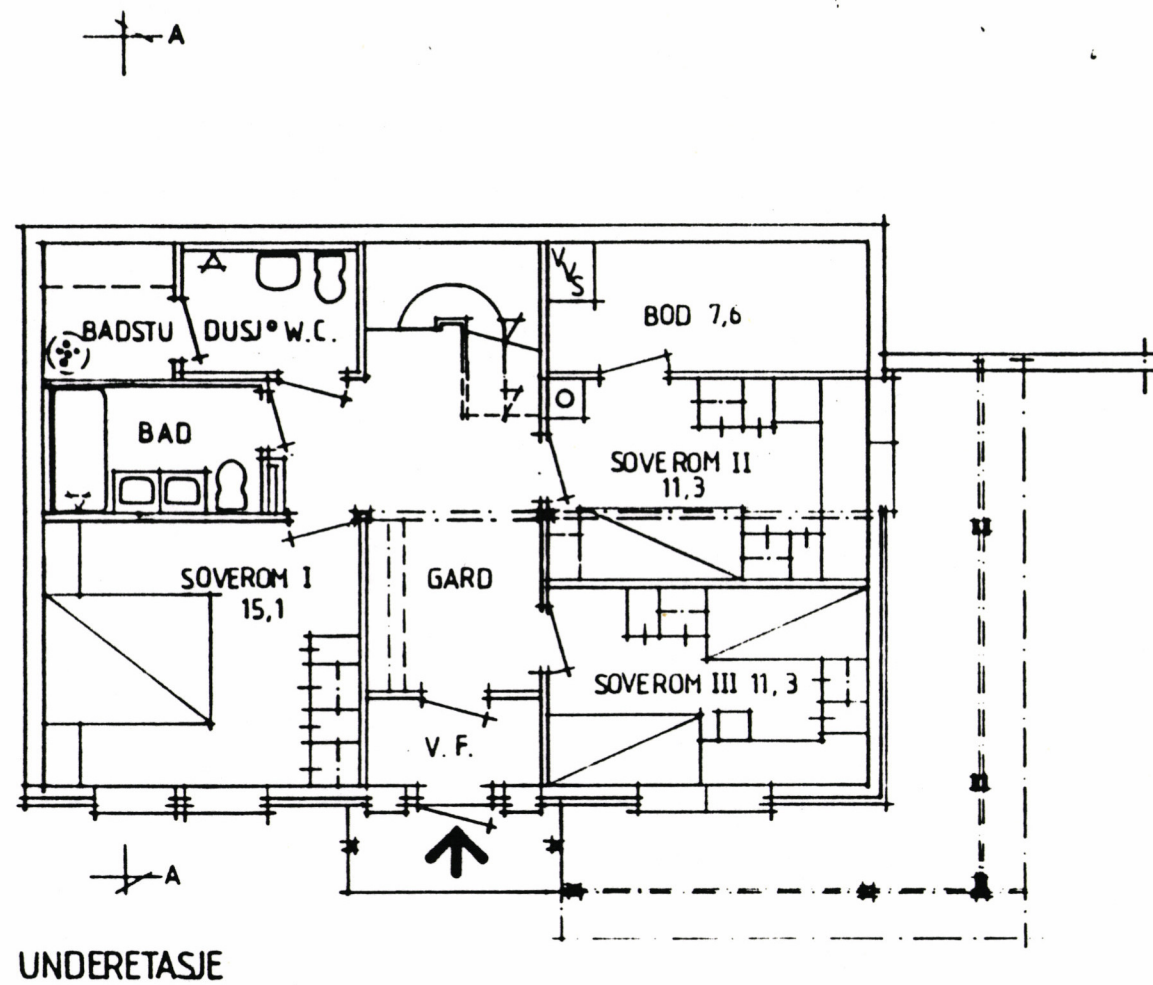 A
VVS
BOD 7,6
BADSTU
DUSJ° W.C.
BAD
SOVEROM II
11,3
SOVEROM I
15,1
GARD
SOVEROM III 11,3
V.F.
A
UNDERETASJE